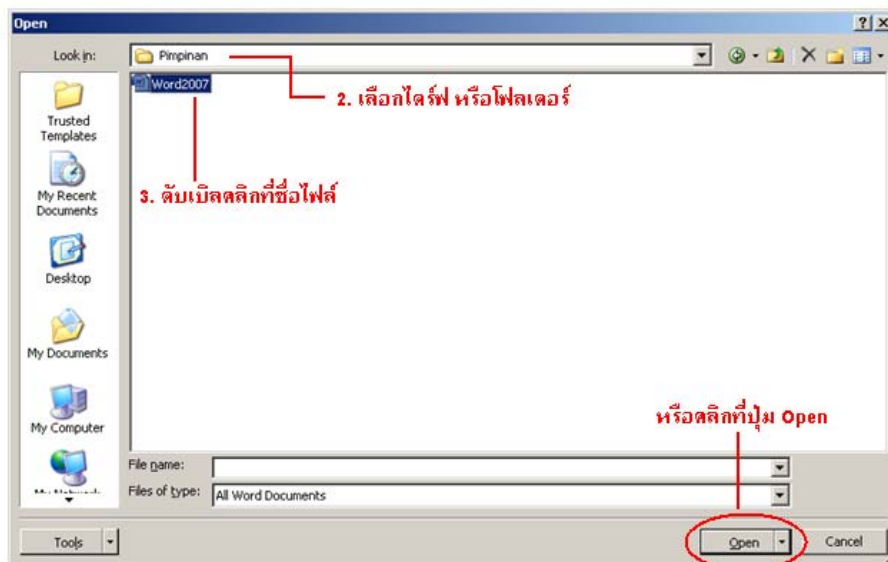 Open
Look in:
Pimpinan
Word2007
2. เลือกไดร์ฟ หรือโฟลเดอร์
3. ดับเบิลคลิกที่ชื่อไฟล์
Trusted
Templates
My Recent
Documents
Desktop
My Documents
My Computer
หรือคลิกที่ปุ่ม Open
File name:
Files of type:
All Word Documents
Tools
Open
Cancel